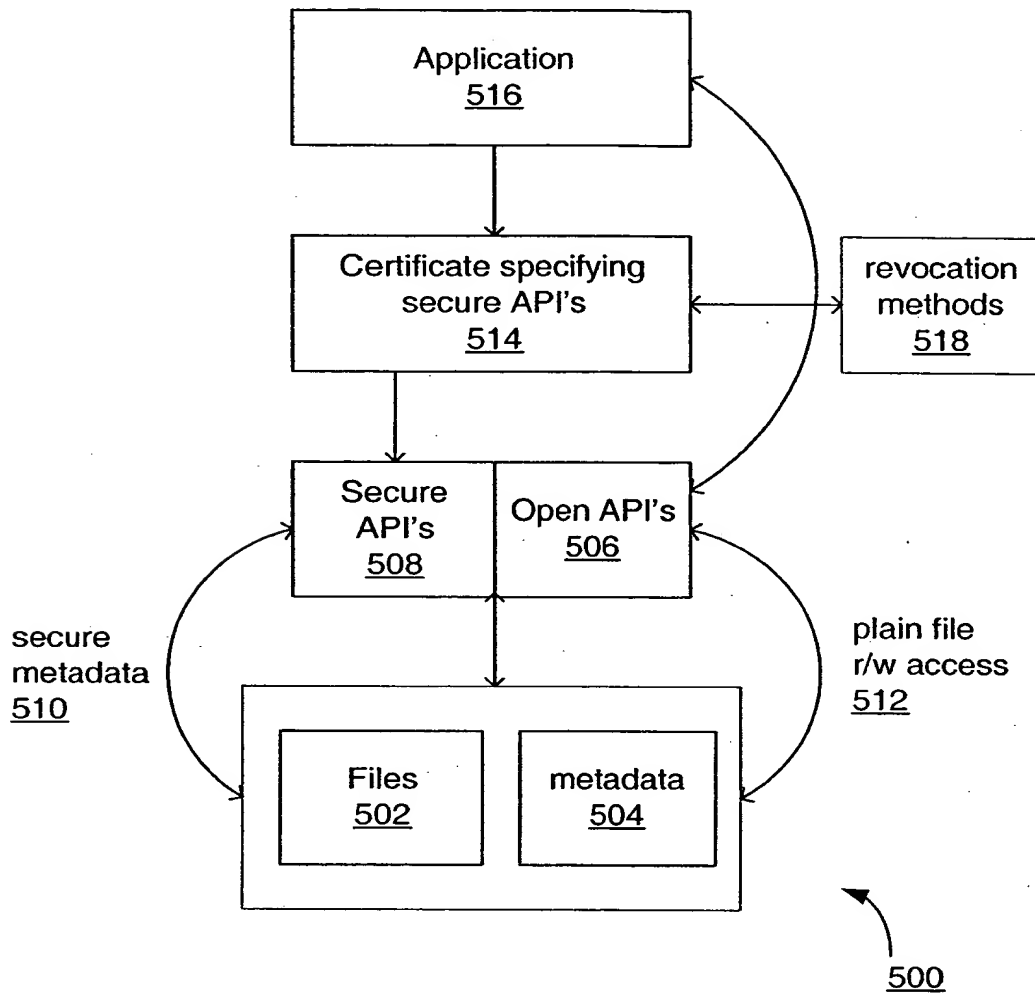 Application
516
Certificate specifying
secure API's
514
revocation
methods
518
Secure
API's
508
Open API's
506
secure
metadata
510
plain file
r/w access
512
Files
502
metadata
504
500